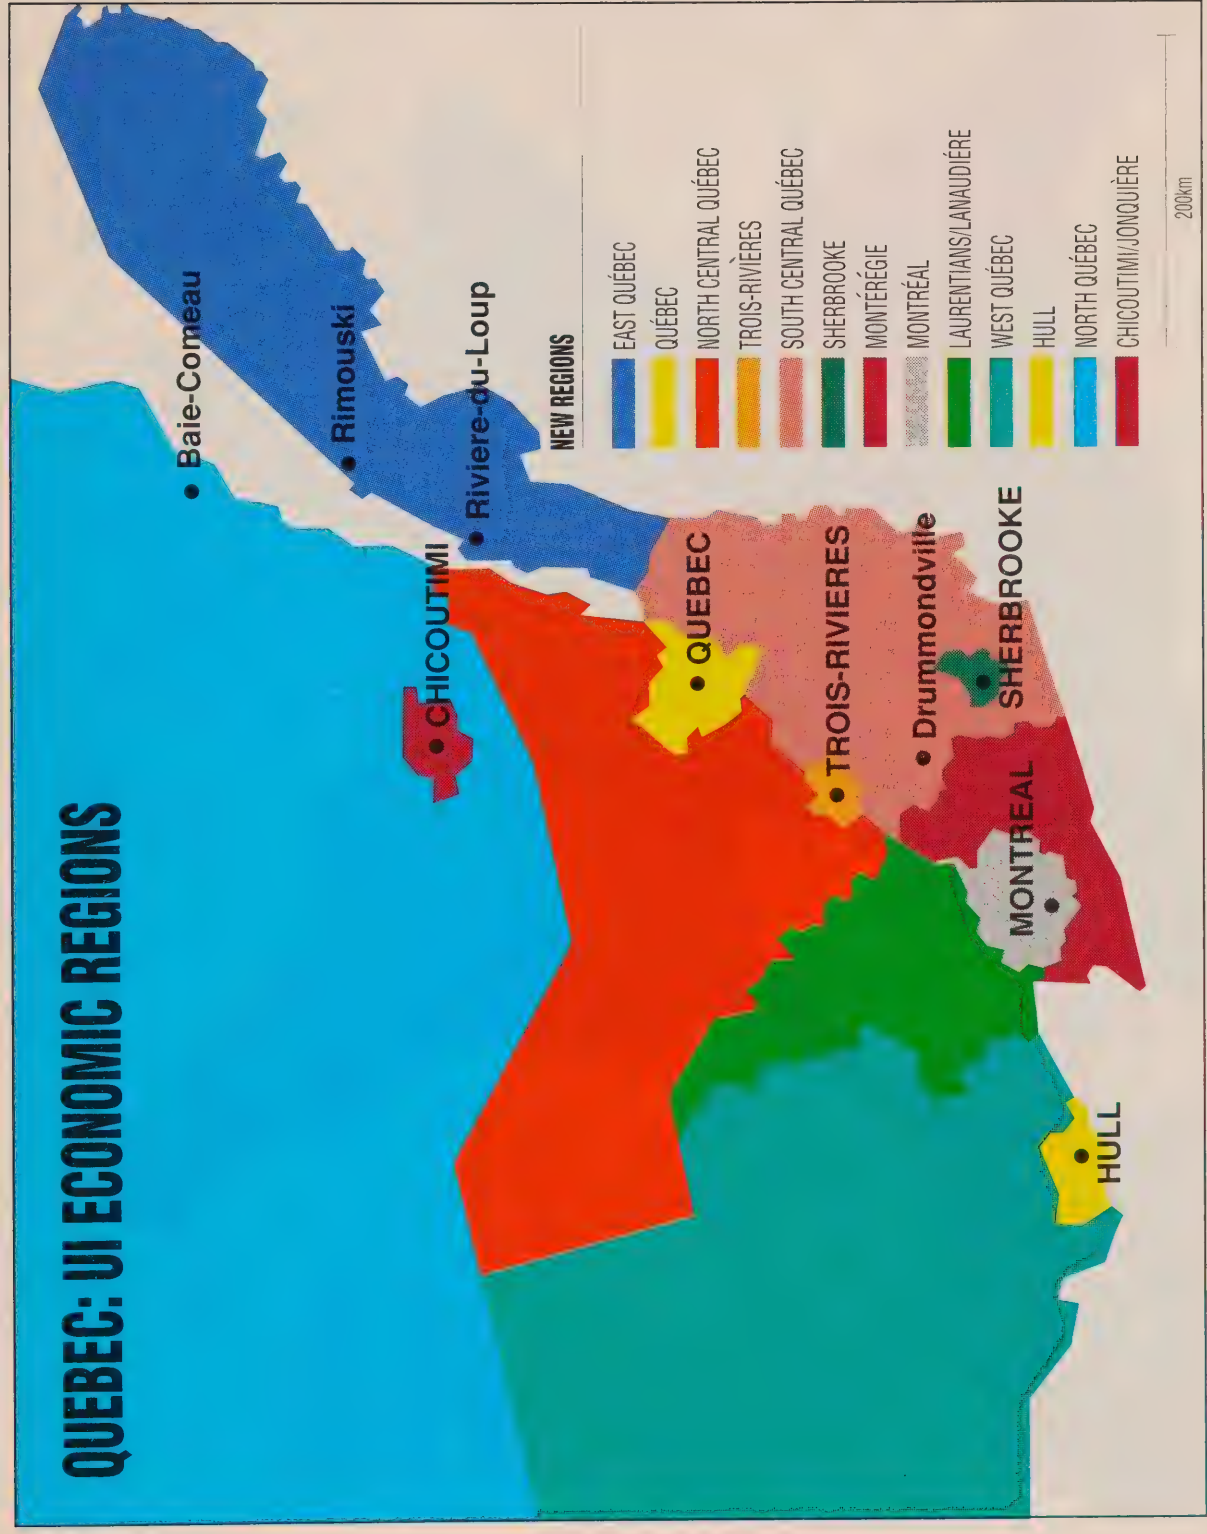 QUEBEC: UI ECONOMIC REGIONS
Baie-Comeau
Rimouski
Riviere-du-Loup
CHICOUTIMI
QUEBEC
TROIS-RIVIERES
Drummondville
SHERBROOKE
MONTREAL
HULL
NEW REGIONS
EAST QUÉBEC
QUÉBEC
NORTH CENTRAL QUÉBEC
TROIS-RIVIÈRES
SOUTH CENTRAL QUÉBEC
SHERBROOKE
MONTÉRÉGIE
MONTRÉAL
LAURENTIANS/LANAUDIÉRE
WEST QUÉBEC
HULL
NORTH QUÉBEC
CHICOUTIMI/JONQUIÈRE
200km